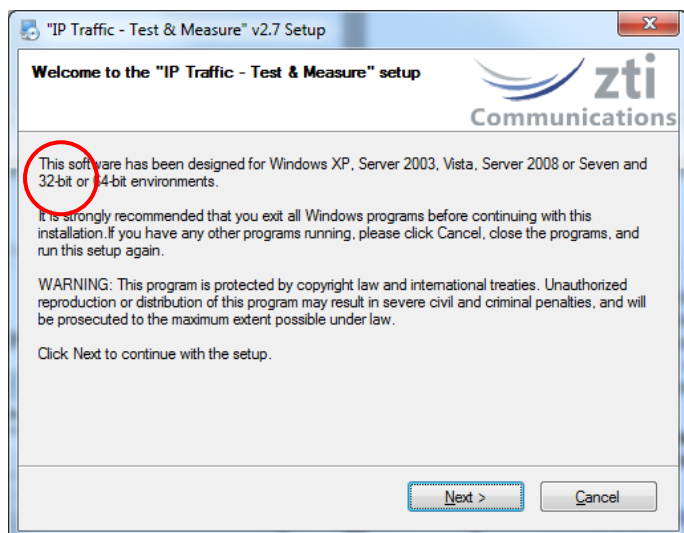 "IP Traffic - Test & Measure" v2.7 Setup
Welcome to the "IP Traffic - Test & Measure" setup
zti
Communications
This software has been designed for Windows XP, Server 2003, Vista, Server 2008 or Seven and
32-bit or 64-bit environments.
It is strongly recommended that you exit all Windows programs before continuing with this
installation.If you have any other programs running, please click Cancel, close the programs, and
run this setup again.
WARNING: This program is protected by copyright law and international treaties. Unauthorized
reproduction or distribution of this program may result in severe civil and criminal penalties, and will
be prosecuted to the maximum extent possible under law.
Click Next to continue with the setup.
Next >
Cancel